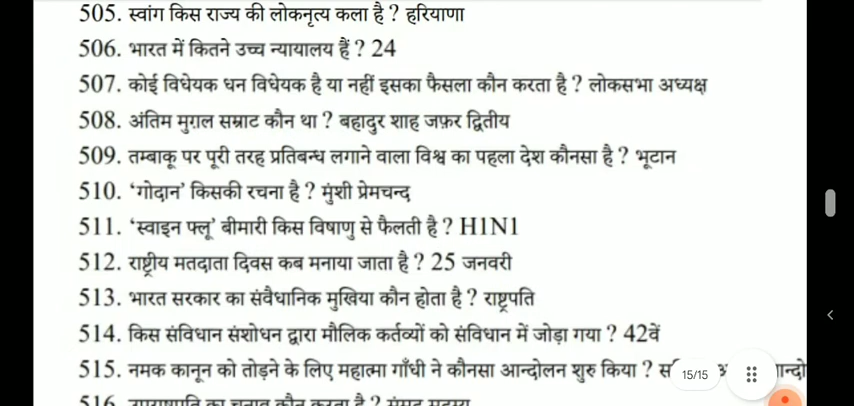 505. स्वांग किस राज्य की लोकनृत्य कला है ? हरियाणा
506. भारत में कितने उच्च न्यायालय हैं ? 24
507. कोई विधेयक धन विधेयक है या नहीं इसका फैसला कौन करता है ? लोकसभा अध्यक्ष
508. अंतिम मुग़ल सम्राट कौन था ? बहादुर शाह जफ़र द्वितीय
509. तम्बाकू पर पूरी तरह प्रतिबन्ध लगाने वाला विश्व का पहला देश कौनसा है ? भूटान
510. ‘गोदान’ किसकी रचना है ? मुंशी प्रेमचन्द
511. ‘स्वाइन फ्लू’ बीमारी किस विषाणु से फैलती है ? H1N1
512. राष्ट्रीय मतदाता दिवस कब मनाया जाता है ? 25 जनवरी
513. भारत सरकार का संवैधानिक मुखिया कौन होता है ? राष्ट्रपति
514. किस संविधान संशोधन द्वारा मौलिक कर्तव्यों को संविधान में जोड़ा गया ? 42वें
515. नमक कानून को तोड़ने के लिए महात्मा गाँधी ने कौनसा आन्दोलन शुरु किया ?
15/15